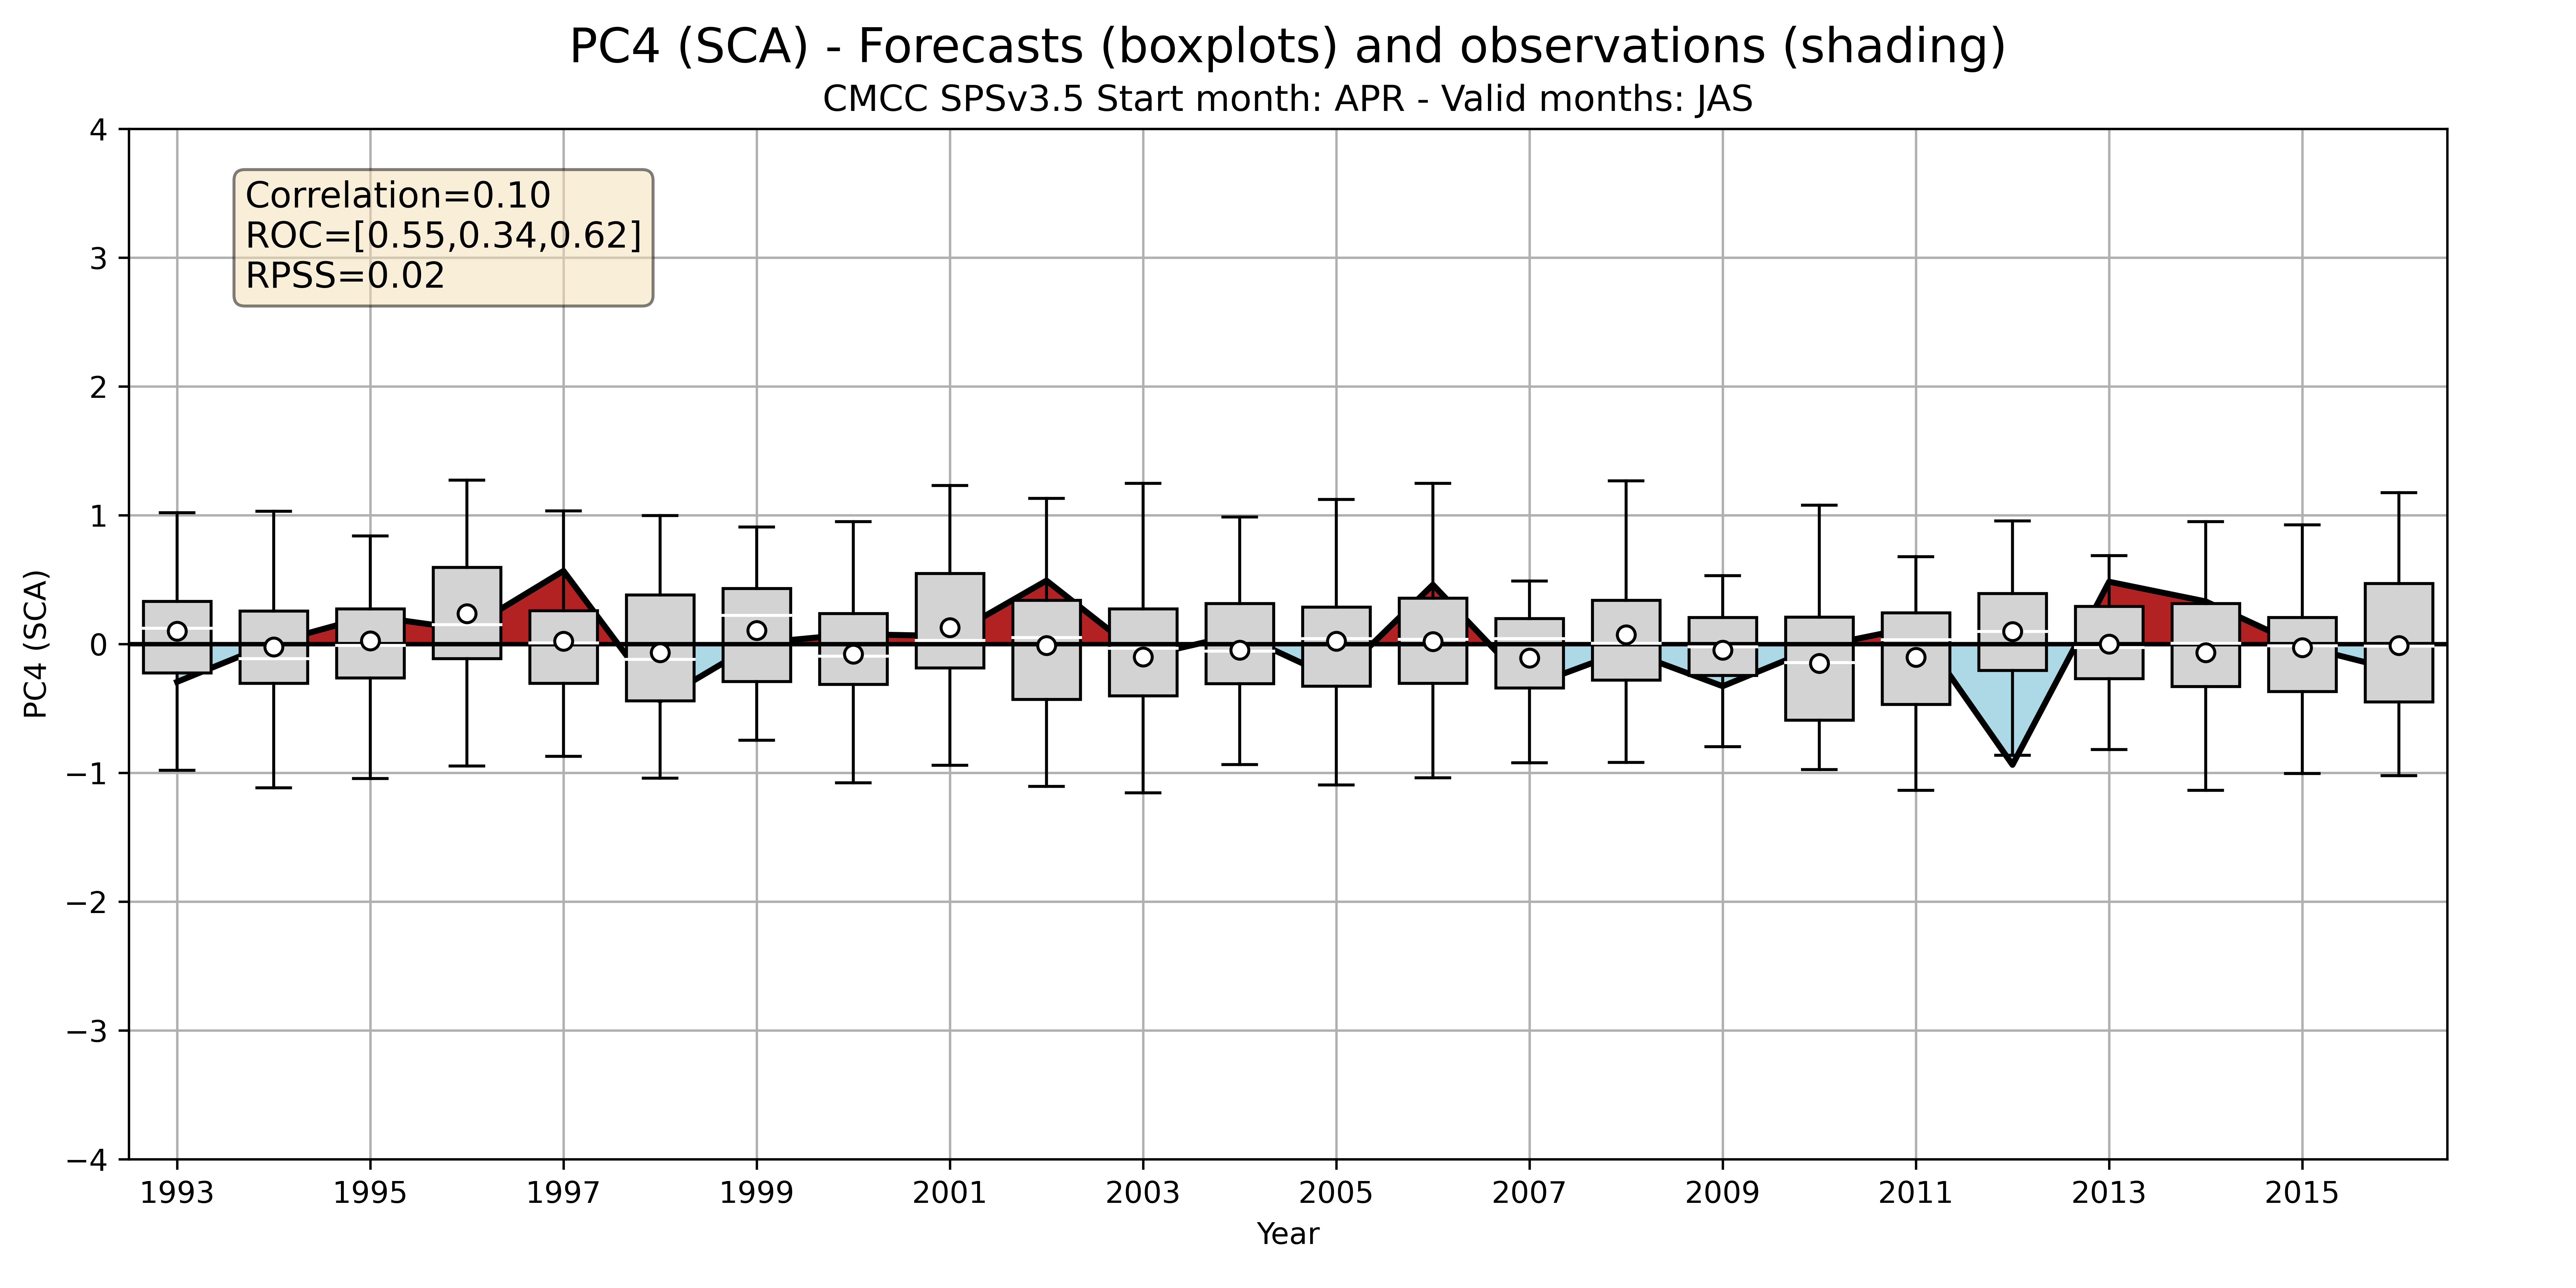 PC4 (SCA) - Forecasts (boxplots) and observations (shading)
CMCC SPSv3.5 Start month: APR - Valid months: JAS
Correlation=0.10
ROC=[0.55,0.34,0.62]
RPSS=0.02
PC4 (SCA)
4
3
2
1
0
−1
−2
−3
−4
1993 1995 1997 1999 2001 2003 2005 2007 2009 2011 2013 2015
Year